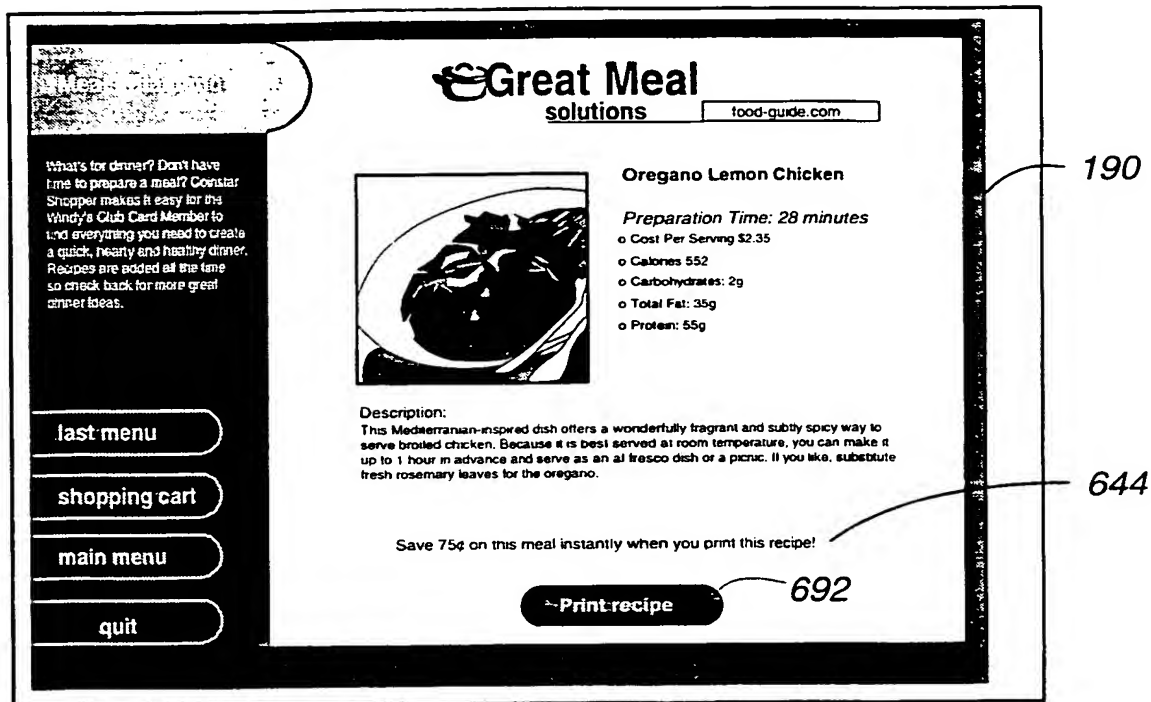 Great Meal
solutions
food-guide.com
What's for dinner? Don't have
time to prepare a meal? Coinstar
Shopper makes it easy for the
Windy's Club Card Member to
find everything you need to create
a quick, hearty and healthy dinner.
Recipes are added all the time
so check back for more great
dinner ideas.
last menu
shopping cart
main menu
quit
Oregano Lemon Chicken
Preparation Time: 28 minutes
o Cost Per Serving $2.35
o Calories 552
o Carbohydrates: 2g
o Total Fat: 35g
o Protein: 55g
Description:
This Mediterranian-inspired dish offers a wonderfully fragrant and subtly spicy way to
serve broiled chicken. Because it is best served at room temperature, you can make it
up to 1 hour in advance and serve as an al fresco dish or a picnic. If you like, substitute
fresh rosemary leaves for the oregano.
Save 75¢ on this meal instantly when you print this recipe!
Print recipe
190
644
692